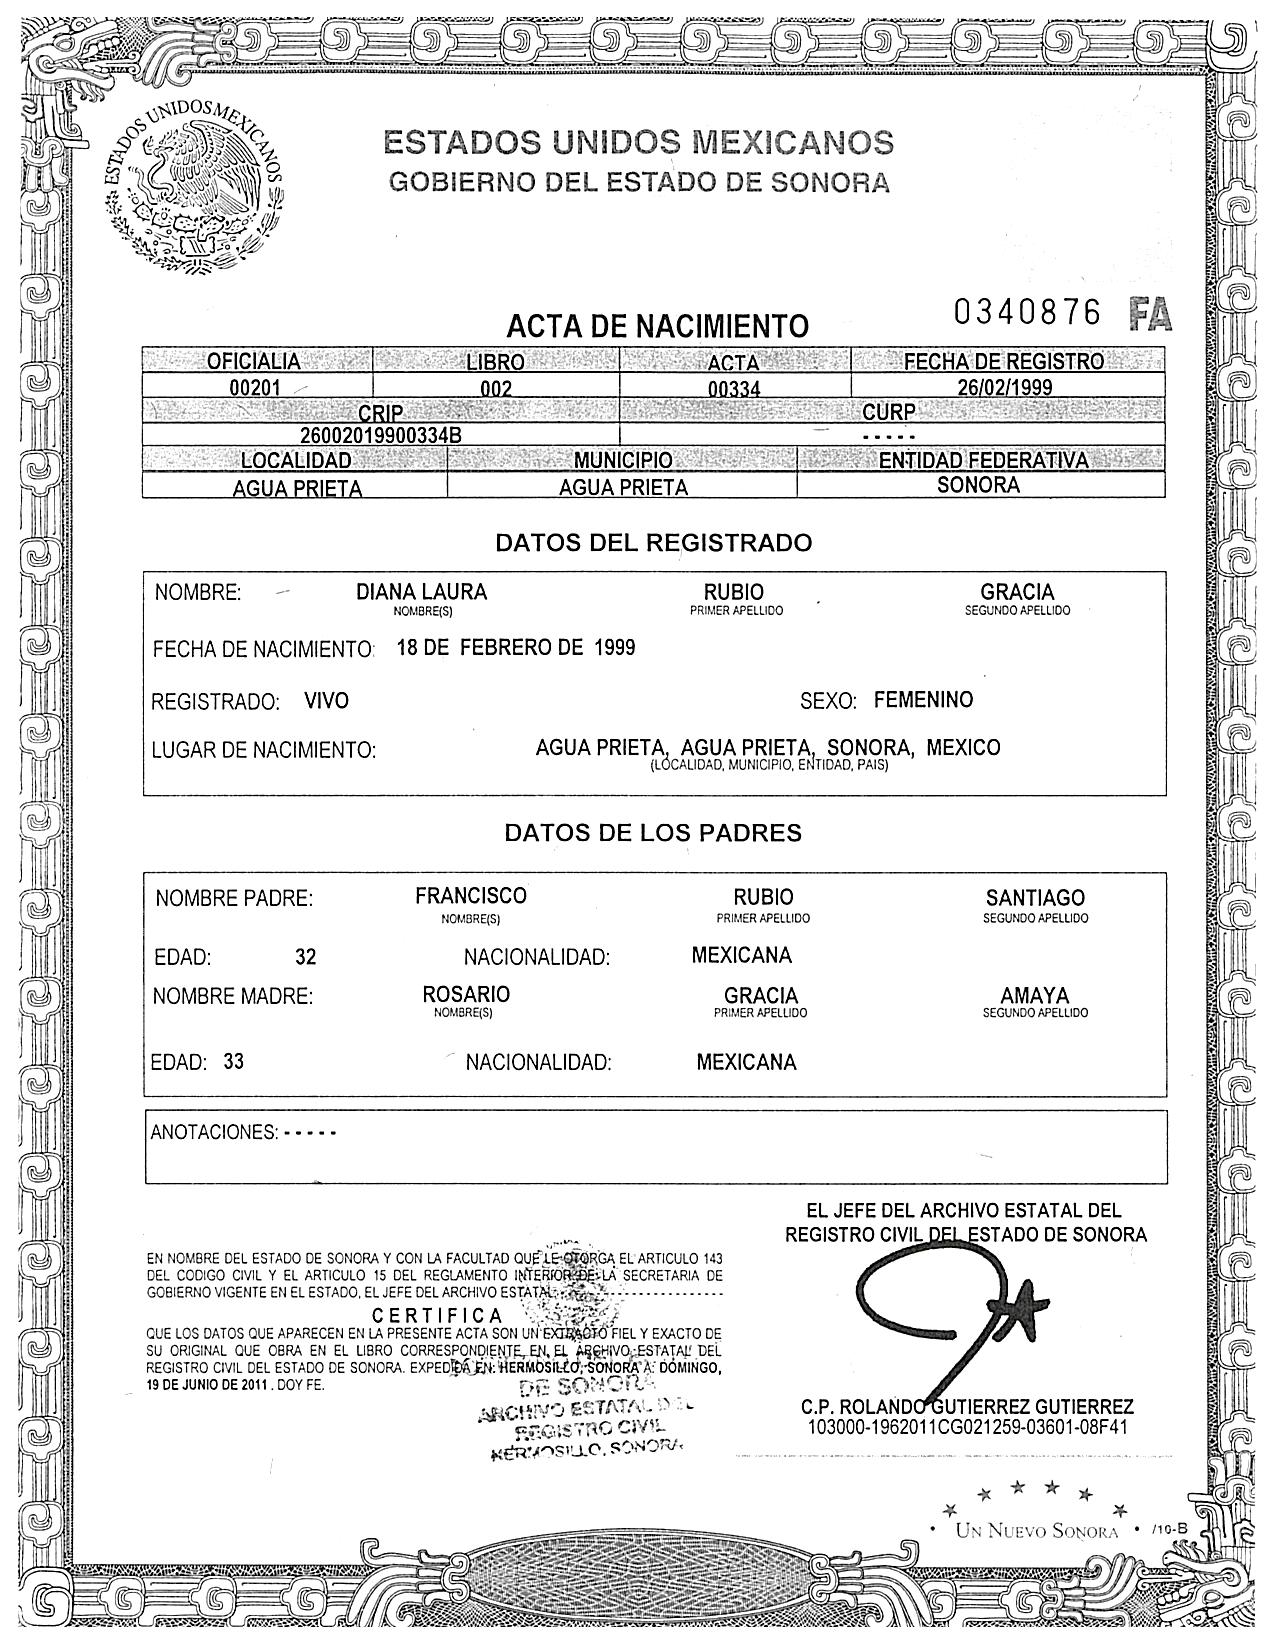 ESTADOS UNIDOS MEXICANOS
ESTADOS UNIDOS MEXICANOS
GOBIERNO DEL ESTADO DE SONORA
0340876 FA
ACTA DE NACIMIENTO
OFICIALIA LIBRO ACTA FECHA DE REGISTRO
00201 002 00334 26/02/1999
CRIP CURP
26002019900334B -----
LOCALIDAD MUNICIPIO ENTIDAD FEDERATIVA
AGUA PRIETA AGUA PRIETA SONORA
DATOS DEL REGISTRADO
NOMBRE: DIANA LAURA RUBIO GRACIA
NOMBRE(S) PRIMER APELLIDO SEGUNDO APELLIDO
FECHA DE NACIMIENTO: 18 DE FEBRERO DE 1999
REGISTRADO: VIVO SEXO: FEMENINO
LUGAR DE NACIMIENTO: AGUA PRIETA, AGUA PRIETA, SONORA, MEXICO
(LOCALIDAD, MUNICIPIO, ENTIDAD, PAIS)
DATOS DE LOS PADRES
NOMBRE PADRE: FRANCISCO RUBIO SANTIAGO
NOMBRE(S) PRIMER APELLIDO SEGUNDO APELLIDO
EDAD: 32 NACIONALIDAD: MEXICANA
NOMBRE MADRE: ROSARIO GRACIA AMAYA
NOMBRE(S) PRIMER APELLIDO SEGUNDO APELLIDO
EDAD: 33 NACIONALIDAD: MEXICANA
ANOTACIONES: -----
EL JEFE DEL ARCHIVO ESTATAL DEL
REGISTRO CIVIL DEL ESTADO DE SONORA
EN NOMBRE DEL ESTADO DE SONORA Y CON LA FACULTAD QUE LE OTORGA EL ARTICULO 143
DEL CODIGO CIVIL Y EL ARTICULO 15 DEL REGLAMENTO INTERIOR DE LA SECRETARIA DE
GOBIERNO VIGENTE EN EL ESTADO, EL JEFE DEL ARCHIVO ESTATAL
CERTIFICA
QUE LOS DATOS QUE APARECEN EN LA PRESENTE ACTA SON UN EXTRACTO FIEL Y EXACTO DE
SU ORIGINAL QUE OBRA EN EL LIBRO CORRESPONDIENTE, EN EL ARCHIVO ESTATAL DEL
REGISTRO CIVIL DEL ESTADO DE SONORA. EXPEDIDA EN: HERMOSILLO, SONORA A: DOMINGO,
19 DE JUNIO DE 2011 . DOY FE.
DE SONORA
ARCHIVO ESTATAL DEL
REGISTRO CIVIL
HERMOSILLO, SONORA
C.P. ROLANDO GUTIERREZ GUTIERREZ
103000-1962011CG021259-03601-08F41
• UN NUEVO SONORA • /10-B